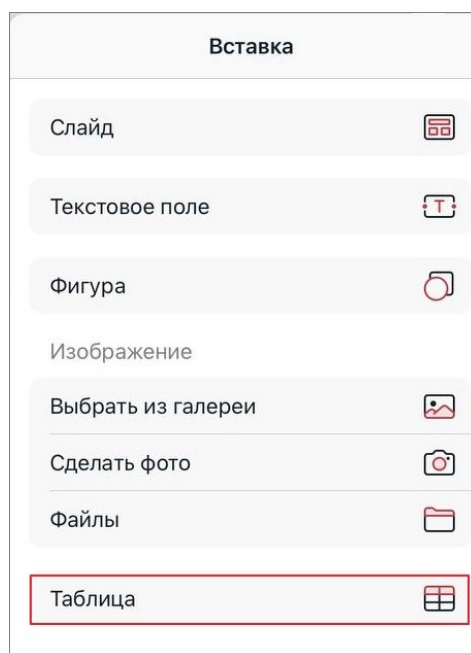 Вставка
Слайд
Текстовое поле
T
Фигура
Изображение
Выбрать из галереи
Сделать фото
Файлы
Таблица